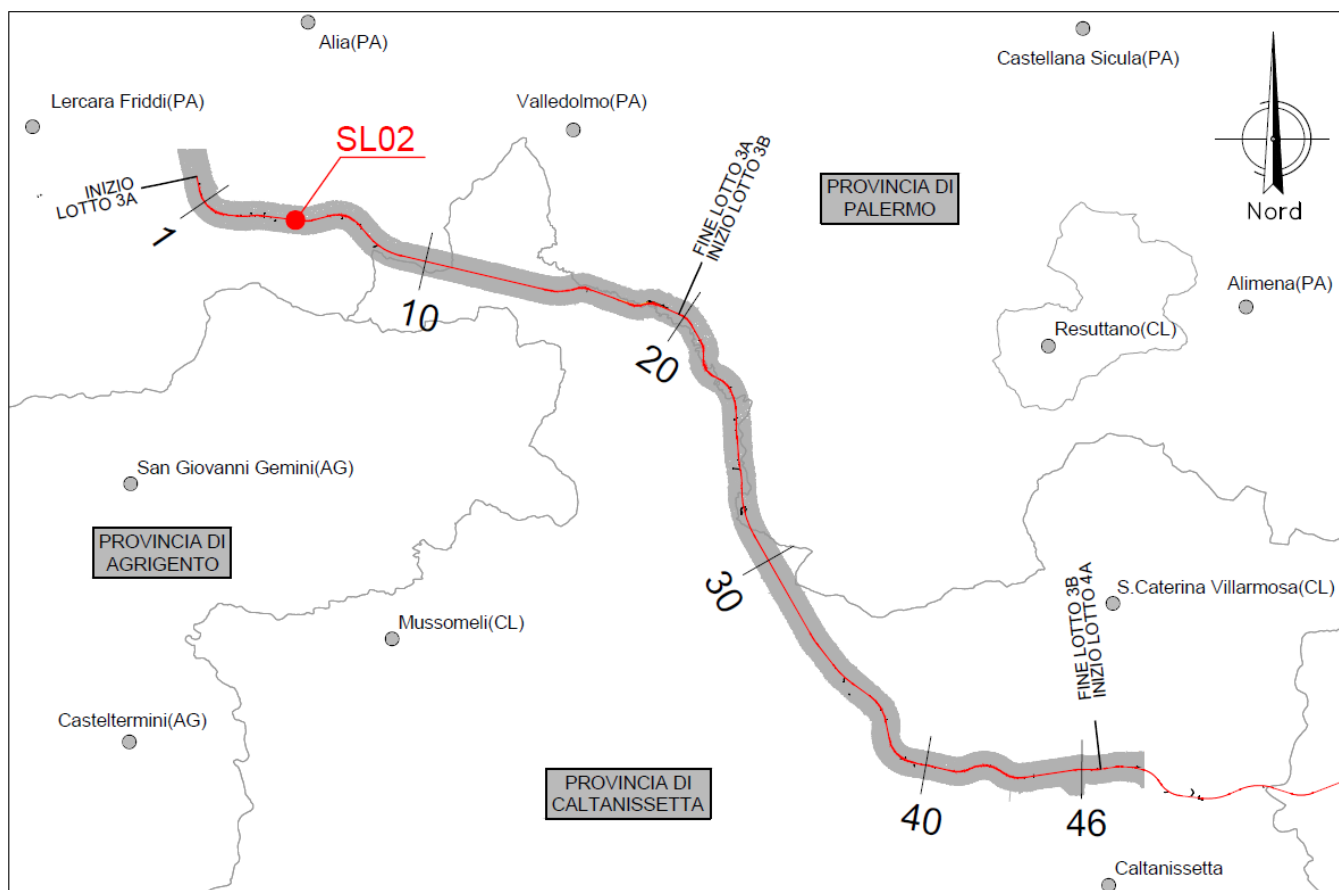 Alia(PA)
Castellana Sicula(PA)
Lercara Friddi(PA)
Valledolmo(PA)
SL02
INIZIO
LOTTO 3A
FINE LOTTO 3A
INIZIO LOTTO 3B
PROVINCIA DI
PALERMO
Nord
1
10
20
Alimena(PA)
Resuttano(CL)
San Giovanni Gemini(AG)
PROVINCIA DI
AGRIGENTO
30
FINE LOTTO 3B
INIZIO LOTTO 4A
S.Caterina Villarmosa(CL)
Mussomeli(CL)
Casteltermini(AG)
PROVINCIA DI
CALTANISSETTA
40
46
Caltanissetta